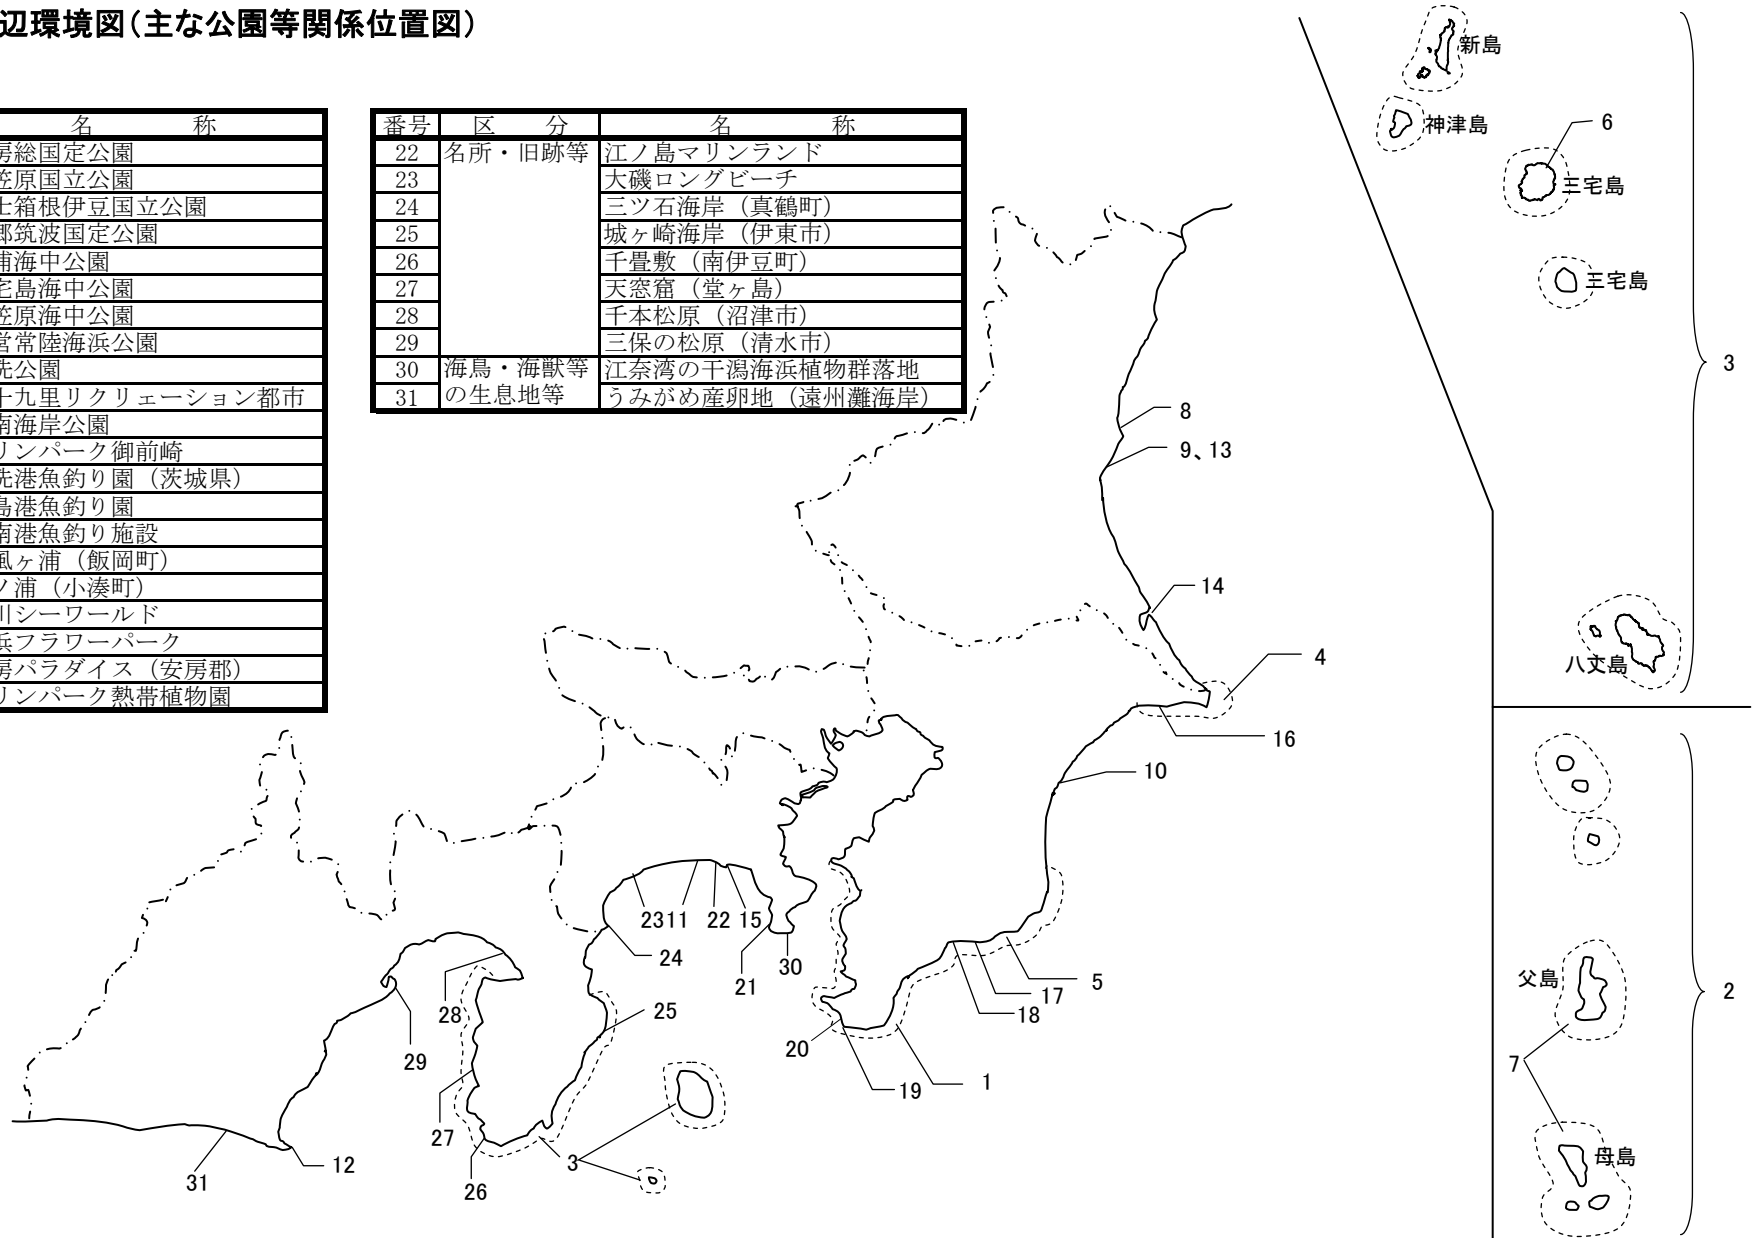 辺環境図(主な公園等関係位置図)
名 称
房総国定公園
笠原国立公園
士箱根伊豆国立公園
郷筑波国定公園
浦海中公園
宅島海中公園
笠原海中公園
営常陸海浜公園
洗公園
十九里リクリェーション都市
南海岸公園
リンパーク御前崎
洗港魚釣り園（茨城県）
島港魚釣り園
南港魚釣り施設
風ヶ浦（飯岡町）
ノ浦（小湊町）
川シーワールド
浜フラワーパーク
房パラダイス（安房郡）
リンパーク熱帯植物園
番号 区 分 名 称
22 名所・旧跡等 江ノ島マリンランド
23 大磯ロングビーチ
24 三ツ石海岸（真鶴町）
25 城ヶ崎海岸（伊東市）
26 千畳敷（南伊豆町）
27 天窓窟（堂ヶ島）
28 千本松原（沼津市）
29 三保の松原（清水市）
30 海鳥・海獣等 江奈湾の干潟海浜植物群落地
31 の生息地等 うみがめ産卵地（遠州灘海岸）
新島
神津島
6
三宅島
三宅島
3
八丈島
8
9、13
14
4
16
10
23 11 22 15
24
21
30
28
29
25
5
17
18
20
19
1
27
26
3
12
31
父島
2
7
母島